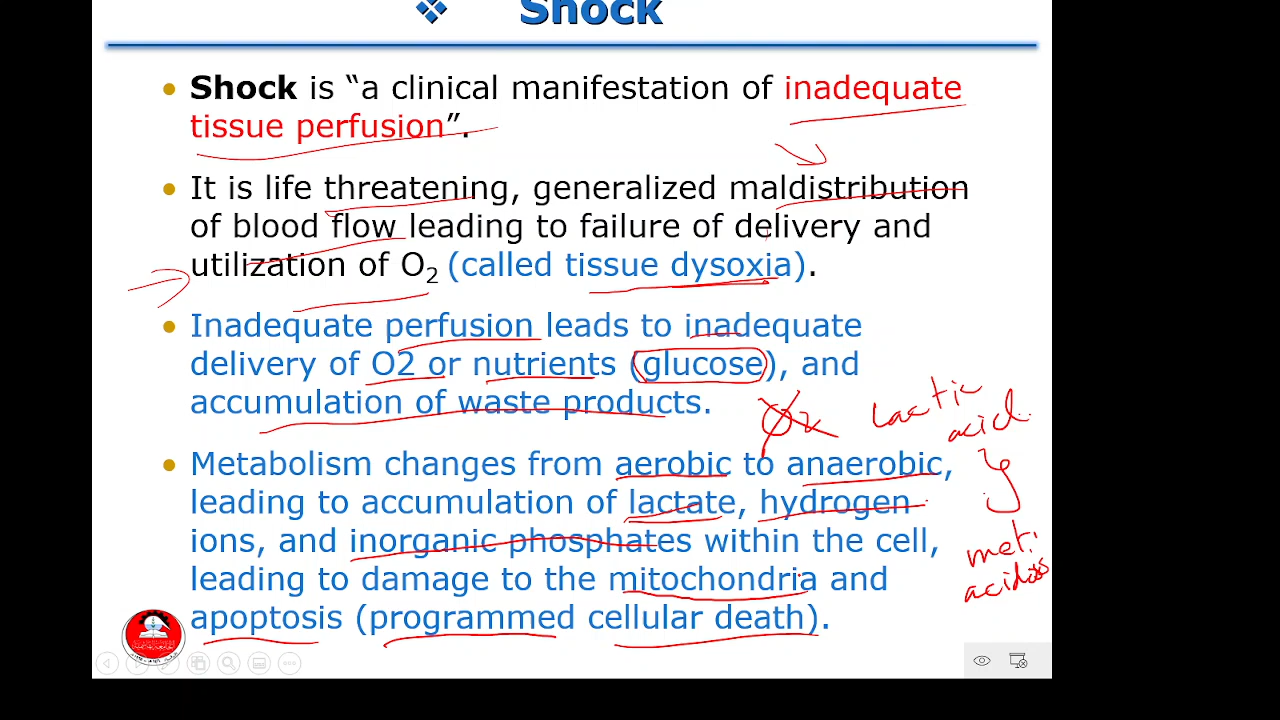 ❖ Shock
• Shock is “a clinical manifestation of inadequate
tissue perfusion”.
• It is life threatening, generalized maldistribution
of blood flow leading to failure of delivery and
utilization of O2 (called tissue dysoxia).
• Inadequate perfusion leads to inadequate
delivery of O2 or nutrients (glucose), and
accumulation of waste products.
O2
Lactic
acid.
• Metabolism changes from aerobic to anaerobic,
leading to accumulation of lactate, hydrogen
ions, and inorganic phosphates within the cell,
leading to damage to the mitochondria and
apoptosis (programmed cellular death).
met.
acidosis